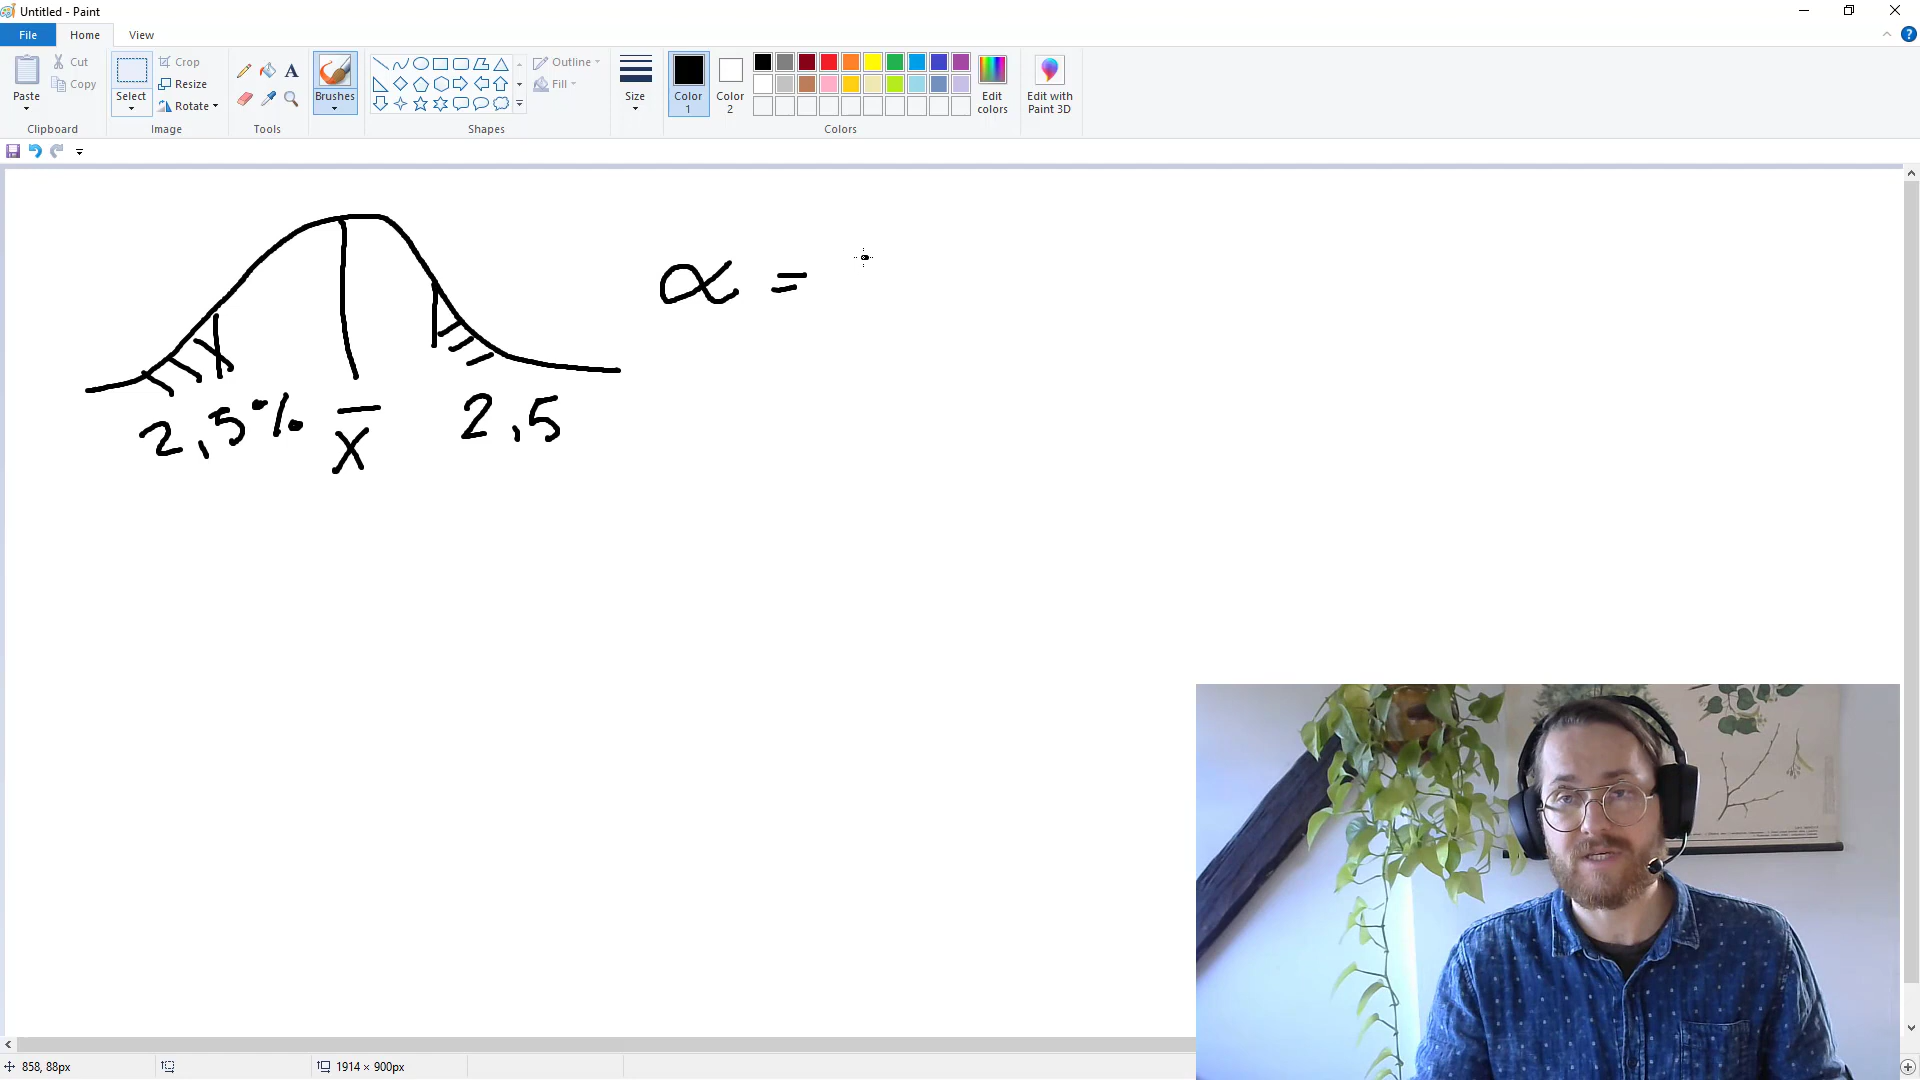 Untitled - Paint
File Home View
Paste
Cut
Copy
Clipboard
Select
Crop
Resize
Rotate
Image
A
Tools
Brushes
Shapes
Outline
Fill
Size
Color 1
Color 2
Colors
Edit colors
Edit with Paint 3D
?
α =
2,5% x̄ 2,5
858, 88px
1914 × 900px